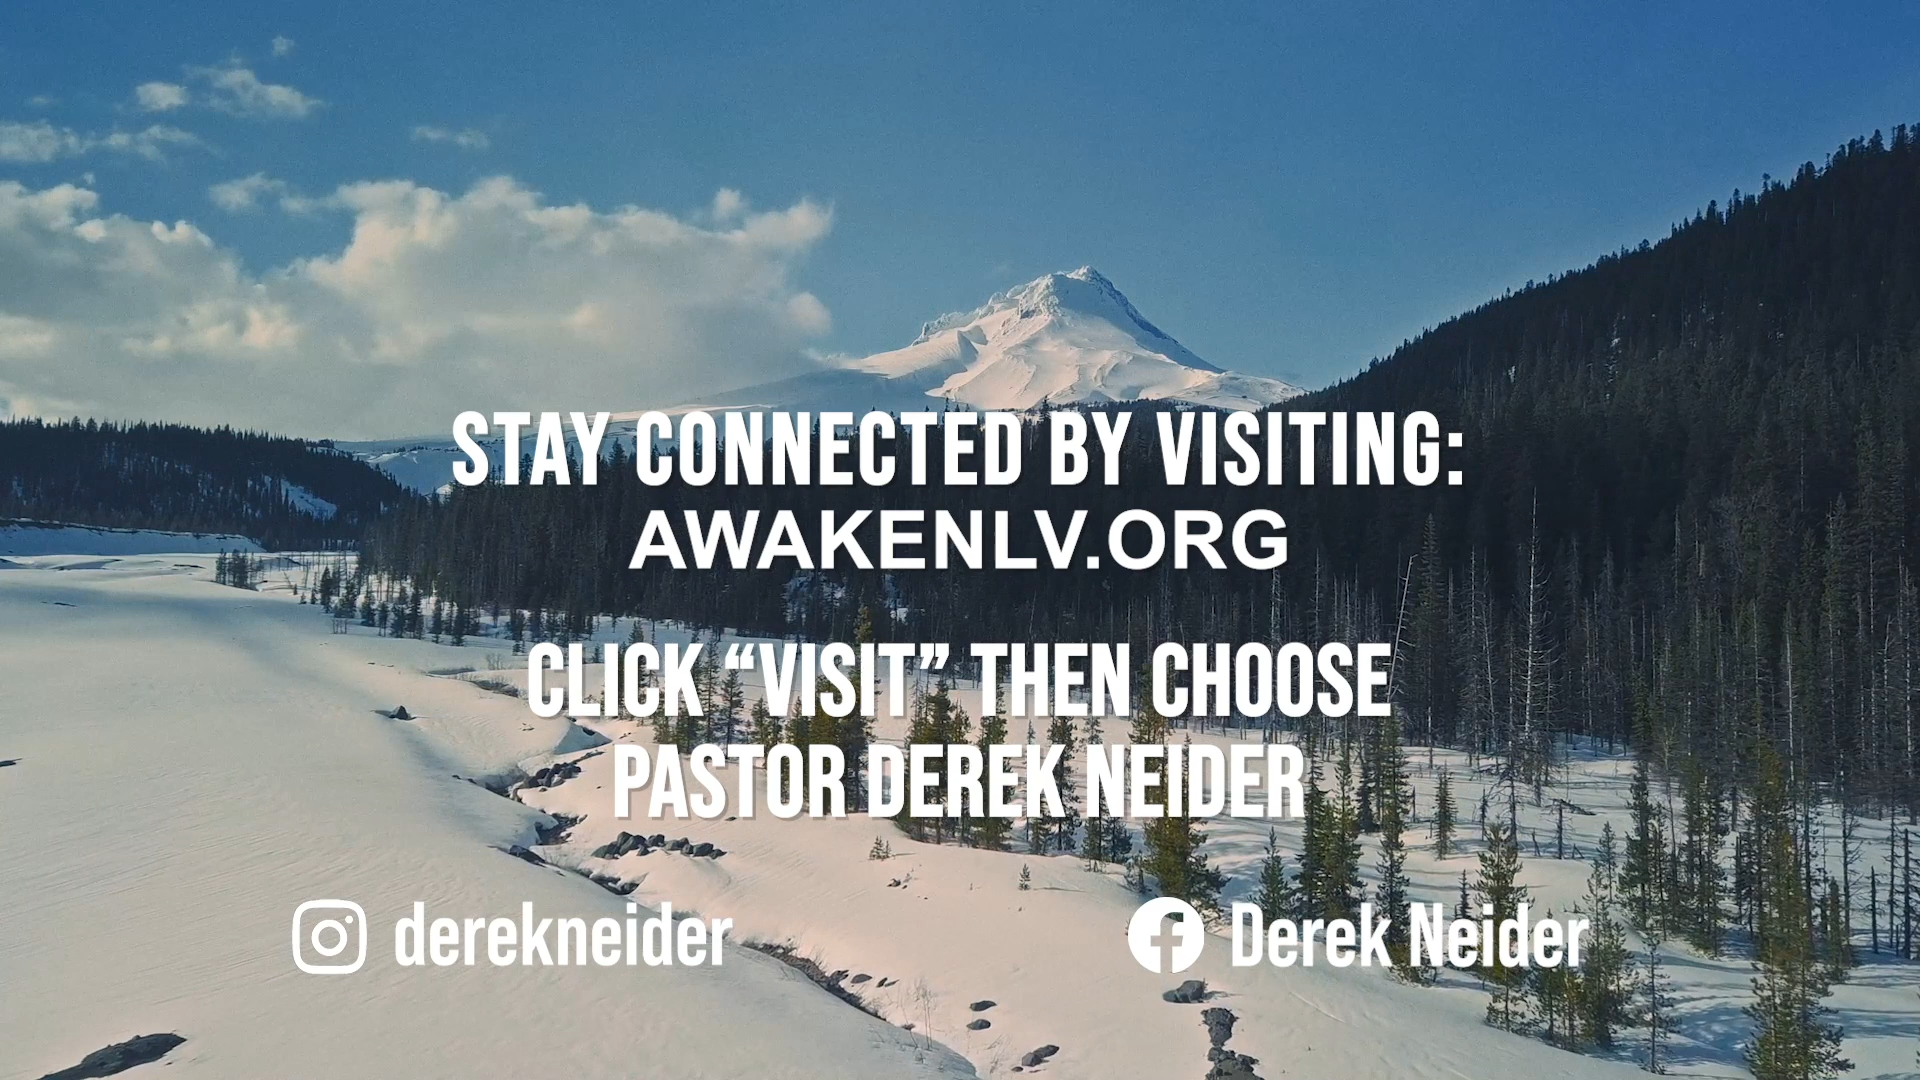 STAY CONNECTED BY VISITING:
AWAKENLV.ORG
CLICK “VISIT” THEN CHOOSE
PASTOR DEREK NEIDER
derekneider
Derek Neider